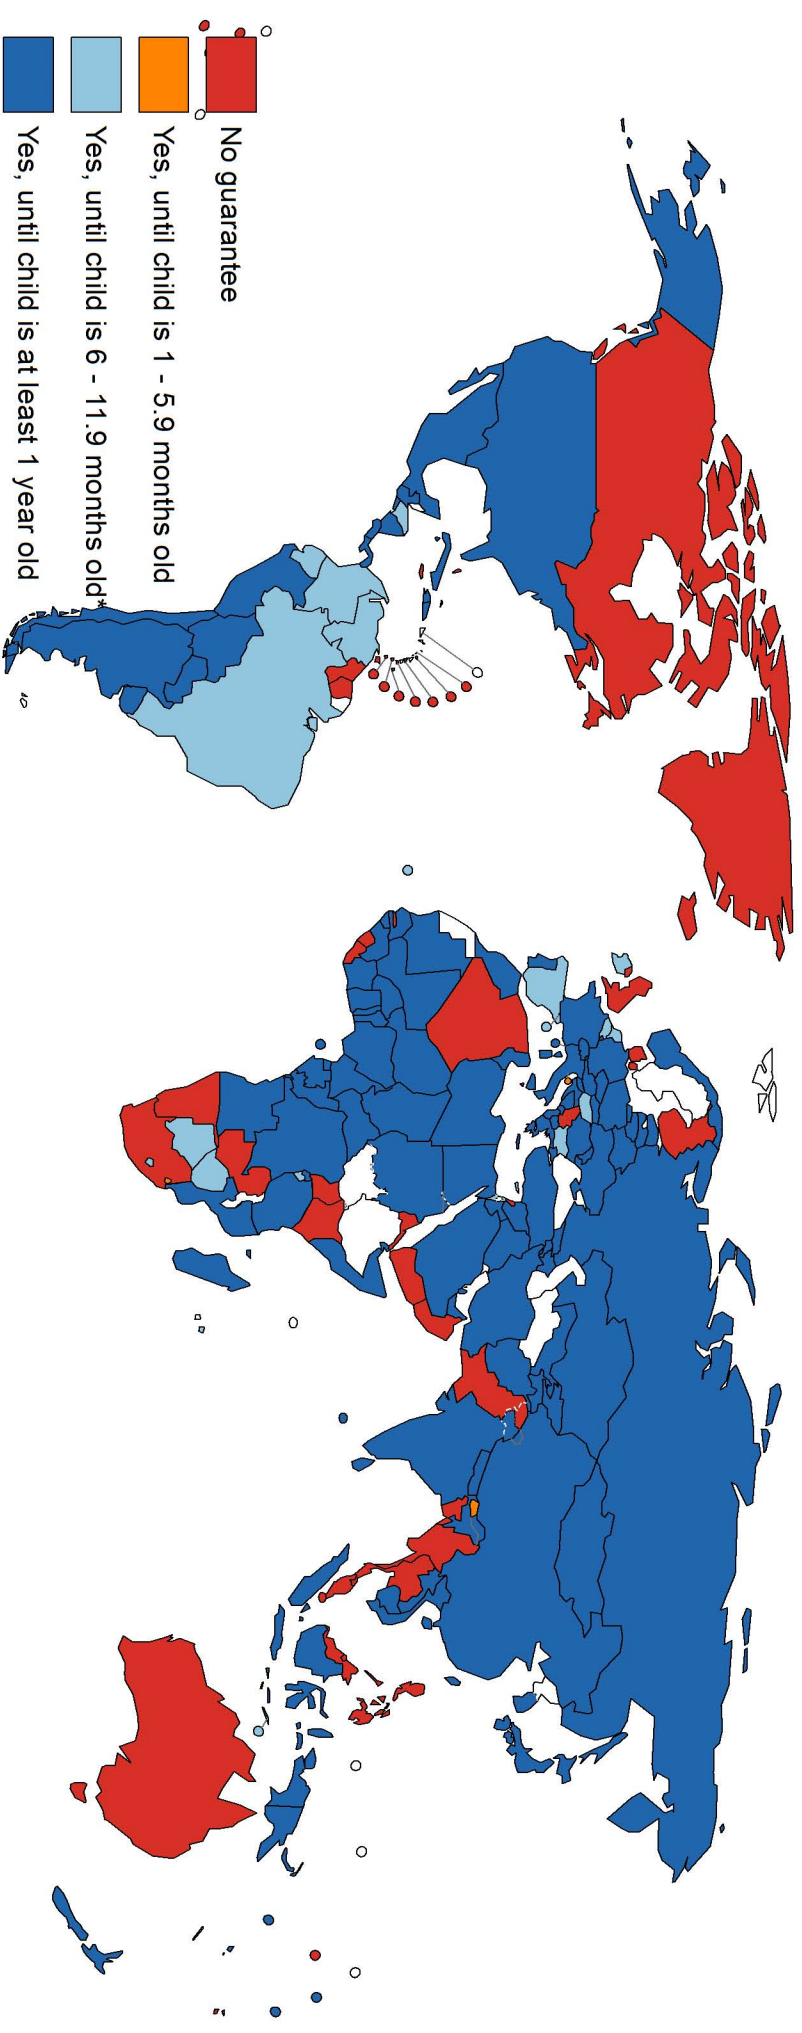 No guarantee
Yes, until child is 1 - 5.9 months old
Yes, until child is 6 - 11.9 months old*
Yes, until child is at least 1 year old